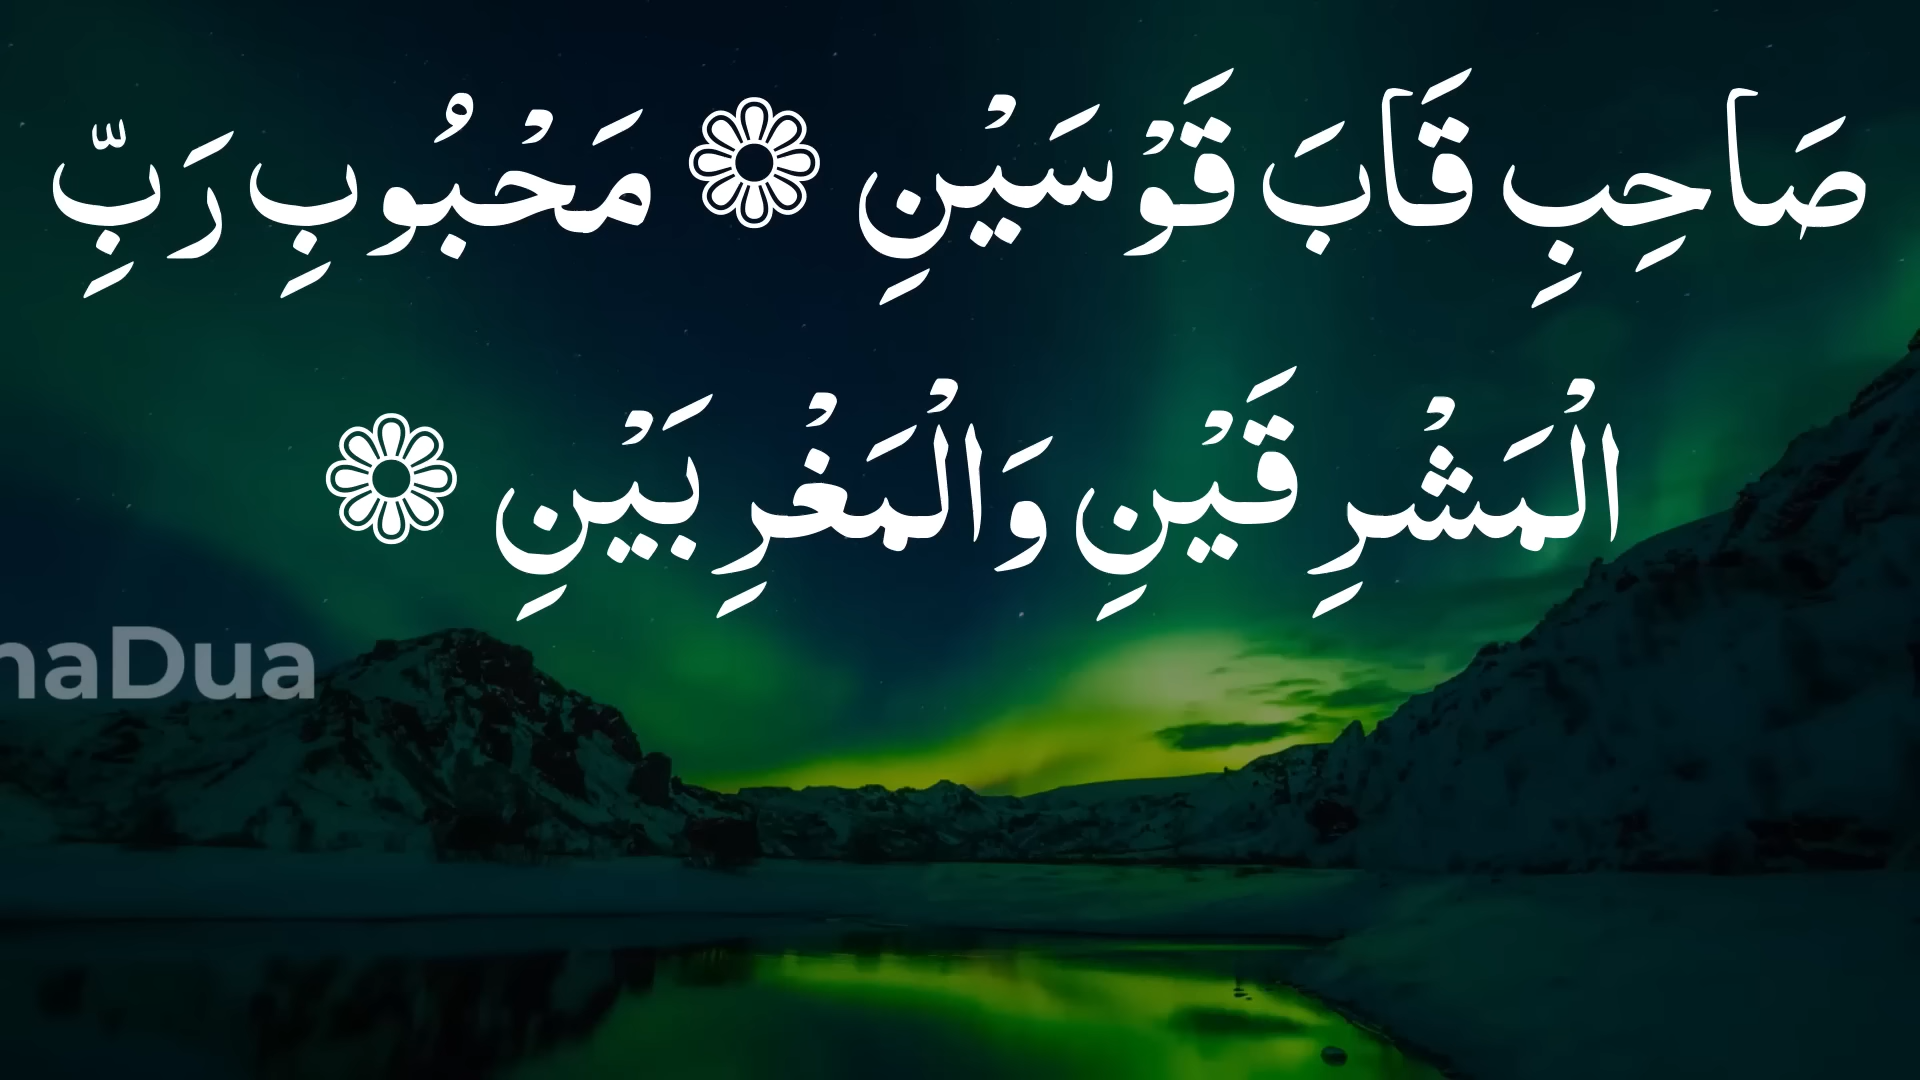 صَاحِبِ قَابَ قَوْسَيْنِ ❁ مَحْبُوبِ رَبِّ
الْمَشْرِقَيْنِ وَالْمَغْرِبَيْنِ ❁
naDua